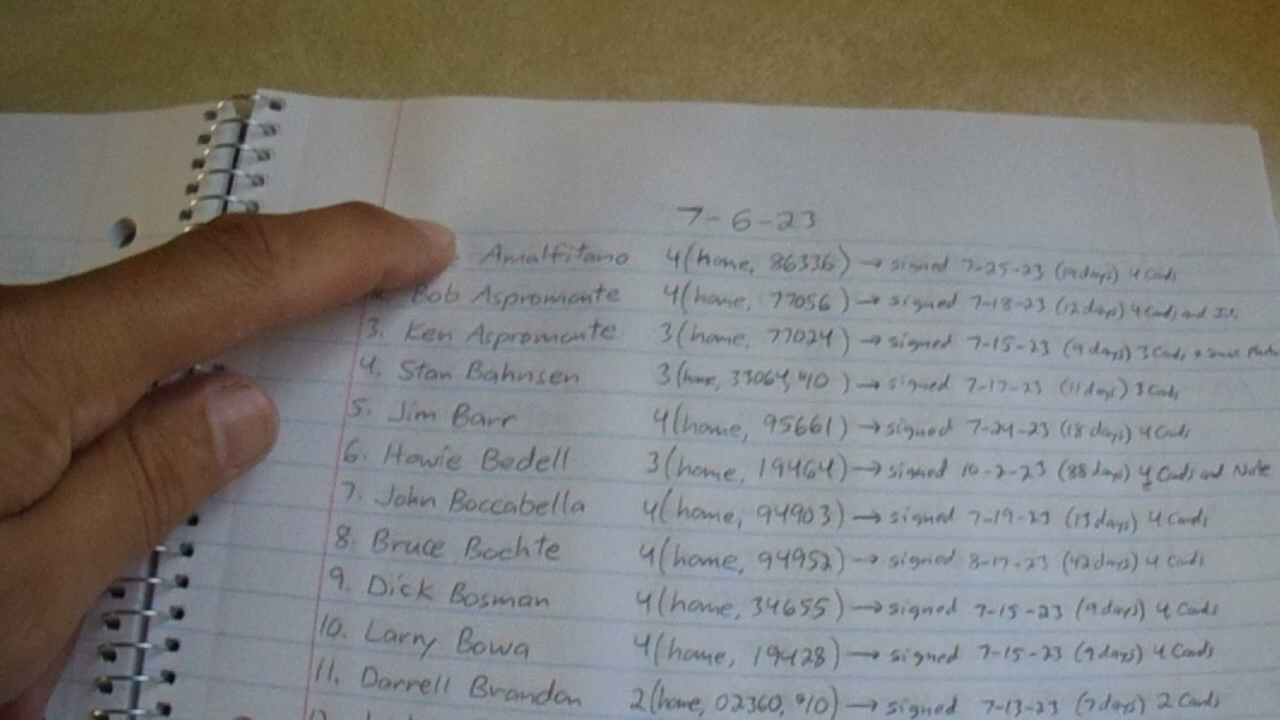 7-6-23
Amalfitano 4(home, 86336) → signed 7-25-23 (19 days) 4 Cards
2. Bob Aspromonte 4(home, 77056) → signed 7-18-23 (12 days) 4 Cards and
3. Ken Aspromonte 3(home, 77024) → signed 7-15-23 (9 days) 3 Cards
4. Stan Bahnsen 3(home, 33064, $10) → signed 7-17-23 (11 days) 3 Cards
5. Jim Barr 4(home, 95661) → signed 7-24-23 (18 days) 4 Cards
6. Howie Bedell 3(home, 19464) → signed 10-2-23 (88 days) Cards and Note
7. John Boccabella 4(home, 94903) → signed 7-19-23 (13 days) 4 Cards
8. Bruce Bochte 4(home, 94952) → signed 8-17-23 (42 days) 4 Cards
9. Dick Bosman 4(home, 34655) → signed 7-15-23 (9 days) 4 Cards
10. Larry Bowa 4(home, 19428) → signed 7-15-23 (9 days) 4 Cards
11. Darrell Brandon 2(home, 02360, $10) → signed 7-13-23 (7 days) 2 Cards